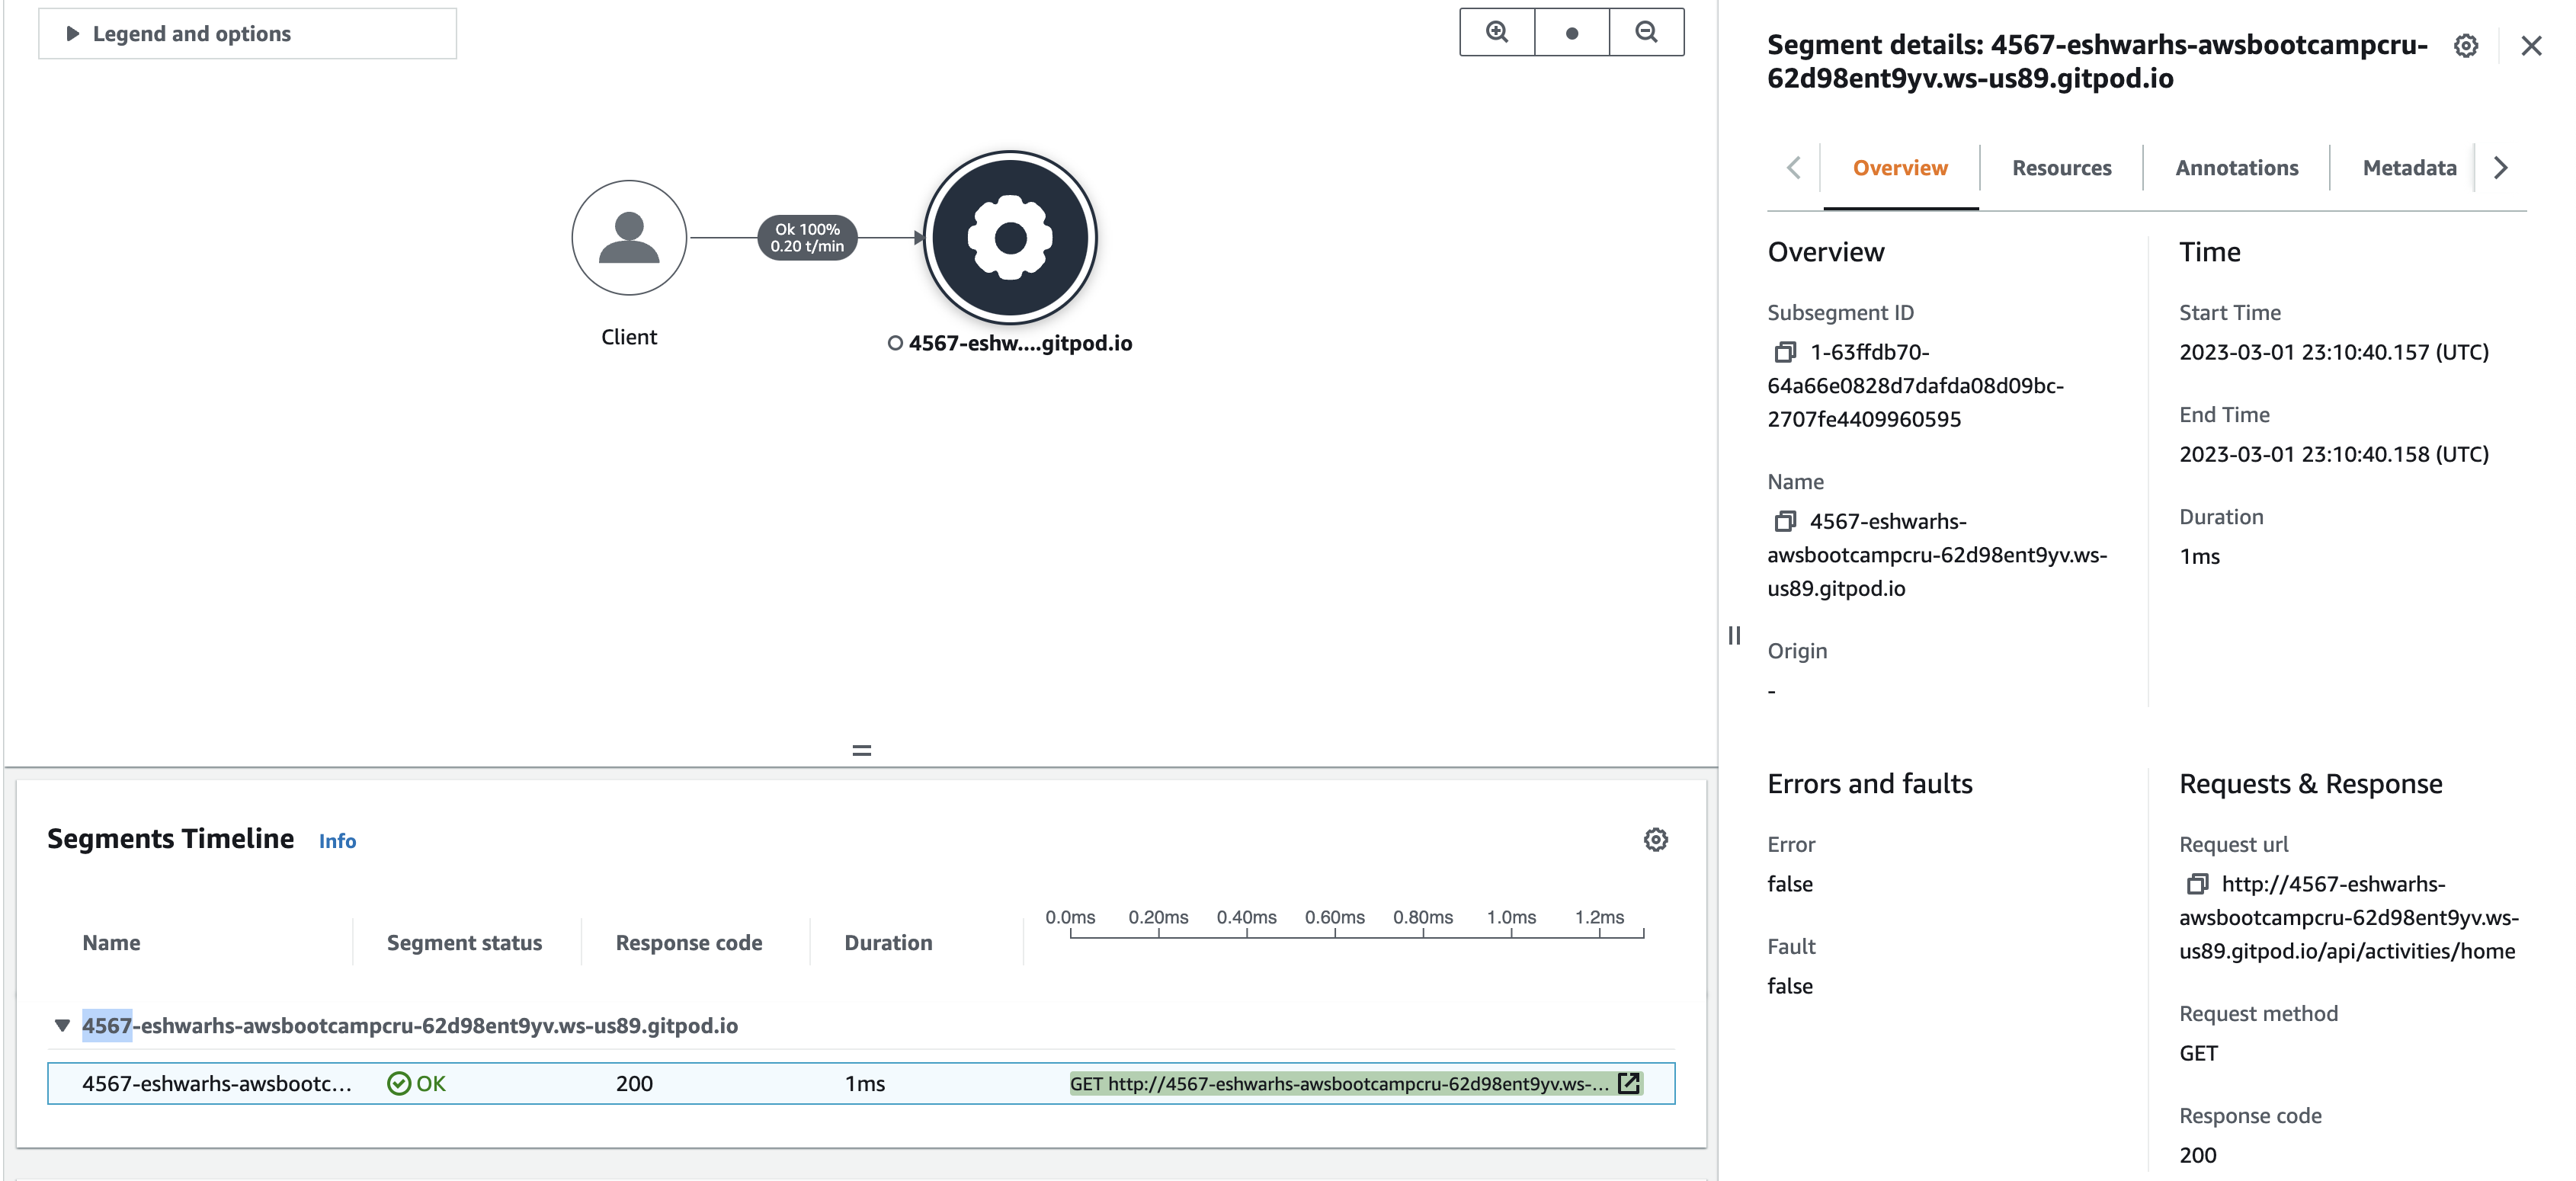 Legend and options
Ok 100%
0.20 t/min
Client
4567-eshw....gitpod.io
Segments Timeline Info
Name Segment status Response code Duration 0.0ms 0.20ms 0.40ms 0.60ms 0.80ms 1.0ms 1.2ms
4567-eshwarhs-awsbootcampcru-62d98ent9yv.ws-us89.gitpod.io
4567-eshwarhs-awsbootc... OK 200 1ms GET http://4567-eshwarhs-awsbootcampcru-62d98ent9yv.ws-...
Segment details: 4567-eshwarhs-awsbootcampcru-
62d98ent9yv.ws-us89.gitpod.io
Overview Resources Annotations Metadata
Overview
Subsegment ID
1-63ffdb70-
64a66e0828d7dafda08d09bc-
2707fe4409960595
Name
4567-eshwarhs-
awsbootcampcru-62d98ent9yv.ws-
us89.gitpod.io
Origin
-
Time
Start Time
2023-03-01 23:10:40.157 (UTC)
End Time
2023-03-01 23:10:40.158 (UTC)
Duration
1ms
Errors and faults
Error
false
Fault
false
Requests & Response
Request url
http://4567-eshwarhs-
awsbootcampcru-62d98ent9yv.ws-
us89.gitpod.io/api/activities/home
Request method
GET
Response code
200